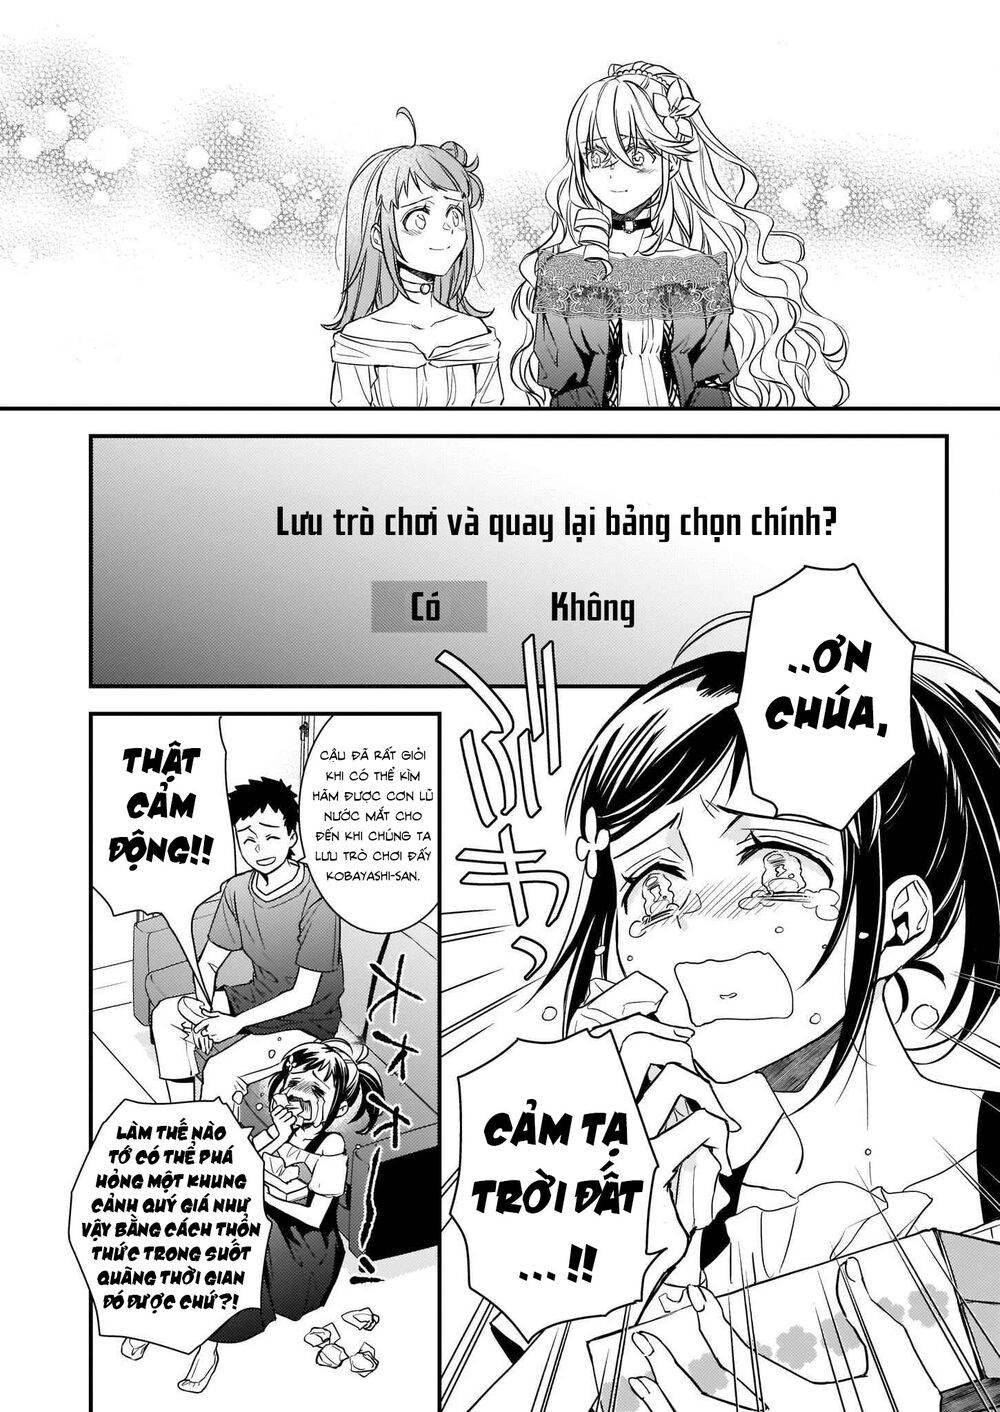 Lưu trò chơi và quay lại bảng chọn chính?
Có
Không
..ƠN
CHÚA,
CẢM TẠ
TRỜI ĐẤT
...!!
CẬU ĐÃ RẤT GIỎI
KHI CÓ THỂ KÌM
HÃM ĐƯỢC CƠN LŨ
NƯỚC MẮT CHO
ĐẾN KHI CHÚNG TA
LƯU TRÒ CHƠI ĐẤY
KOBAYASHI-SAN.
THẬT
CẢM
ĐỘNG!!
LÀM THẾ NÀO
TỚ CÓ THỂ PHÁ
HỎNG MỘT KHUNG
CẢNH QUÝ GIÁ NHƯ
VẬY BẰNG CÁCH THỔN
THỨC TRONG SUỐT
QUÃNG THỜI GIAN
ĐÓ ĐƯỢC CHỨ?!